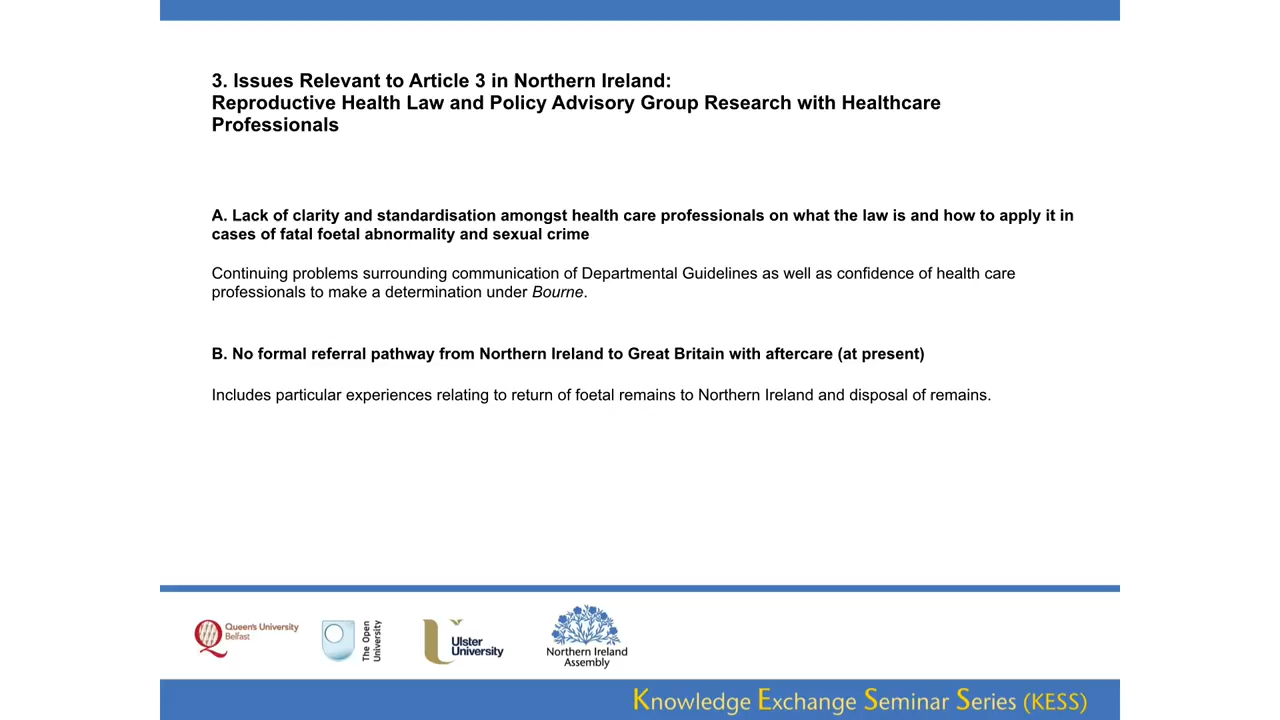 3. Issues Relevant to Article 3 in Northern Ireland:
Reproductive Health Law and Policy Advisory Group Research with Healthcare
Professionals
A. Lack of clarity and standardisation amongst health care professionals on what the law is and how to apply it in
cases of fatal foetal abnormality and sexual crime
Continuing problems surrounding communication of Departmental Guidelines as well as confidence of health care
professionals to make a determination under Bourne.
B. No formal referral pathway from Northern Ireland to Great Britain with aftercare (at present)
Includes particular experiences relating to return of foetal remains to Northern Ireland and disposal of remains.
Queen's University
Belfast
The Open
University
Ulster
University
Northern Ireland
Assembly
Knowledge Exchange Seminar Series (KESS)